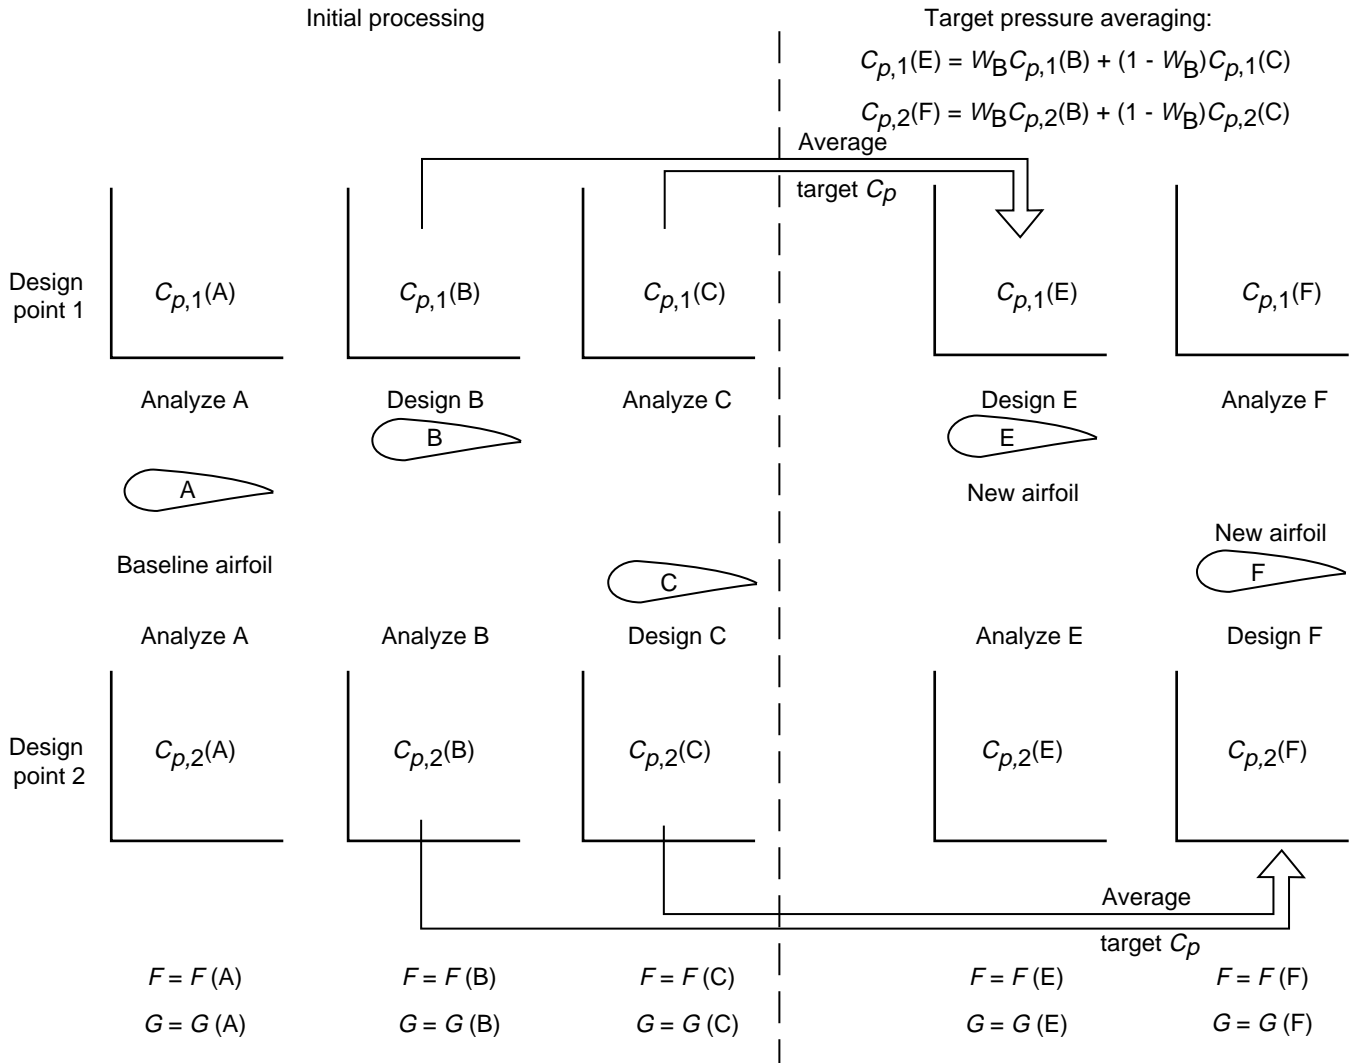 Initial processing
Target pressure averaging:
Cp,1(E) = WBCp,1(B) + (1 - WB)Cp,1(C)
Cp,2(F) = WBCp,2(B) + (1 - WB)Cp,2(C)
Average
target Cp
Design
point 1
Cp,1(A)
Cp,1(B)
Cp,1(C)
Cp,1(E)
Cp,1(F)
Analyze A
Design B
Analyze C
Design E
Analyze F
B
E
A
New airfoil
Baseline airfoil
C
New airfoil
F
Analyze A
Analyze B
Design C
Analyze E
Design F
Design
point 2
Cp,2(A)
Cp,2(B)
Cp,2(C)
Cp,2(E)
Cp,2(F)
Average
target Cp
F = F (A)
F = F (B)
F = F (C)
F = F (E)
F = F (F)
G = G (A)
G = G (B)
G = G (C)
G = G (E)
G = G (F)